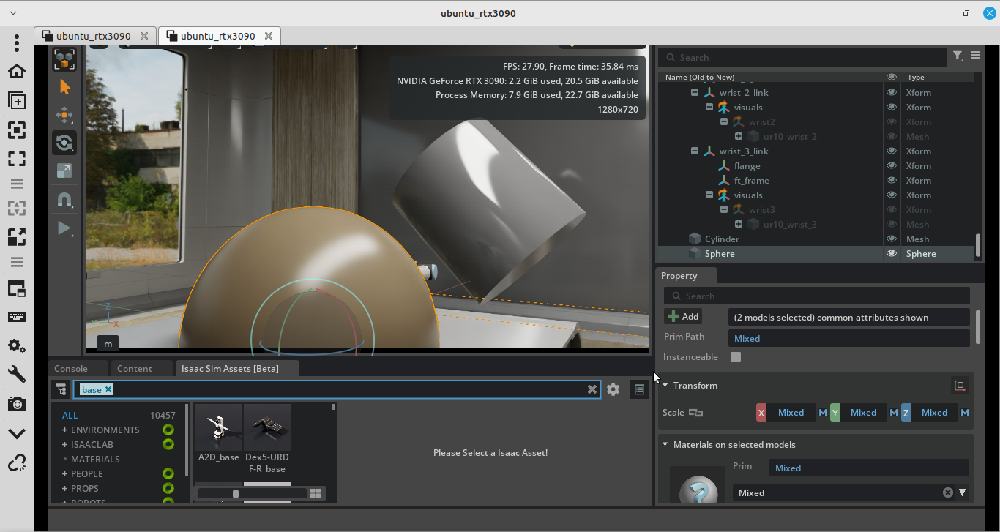 ubuntu_rtx3090
ubuntu_rtx3090
ubuntu_rtx3090
FPS: 27.90, Frame time: 35.84 ms
NVIDIA GeForce RTX 3090: 2.2 GiB used, 20.5 GiB available
Process Memory: 7.9 GiB used, 22.7 GiB available
1280x720
Z
Y
X
m
Search
Name (Old to New)
Type
wrist_2_link
Xform
visuals
Xform
wrist2
Xform
ur10_wrist_2
Mesh
wrist_3_link
Xform
flange
Xform
ft_frame
Xform
visuals
Xform
wrist3
Xform
ur10_wrist_3
Mesh
Cylinder
Mesh
Sphere
Sphere
Property
Search
Add
(2 models selected) common attributes shown
Prim Path
Mixed
Instanceable
Transform
Scale
X Mixed M Y Mixed M Z Mixed M
Materials on selected models
Prim
Mixed
Mixed
Console
Content
Isaac Sim Assets [Beta]
base
ALL 10457
+ ENVIRONMENTS
+ ISAACLAB
MATERIALS
+ PEOPLE
+ PROPS
ROBOTS
A2D_base
Dex5-URD
F-R_base
Please Select a Isaac Asset!